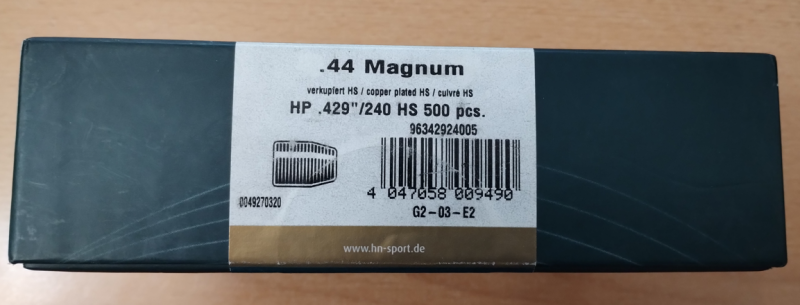 .44 Magnum
verkupfert HS / copper plated HS / cuivré HS
HP .429"/240 HS 500 pcs.
96342924005
4 047058 009490
0049270320
G2-03-E2
www.hn-sport.de